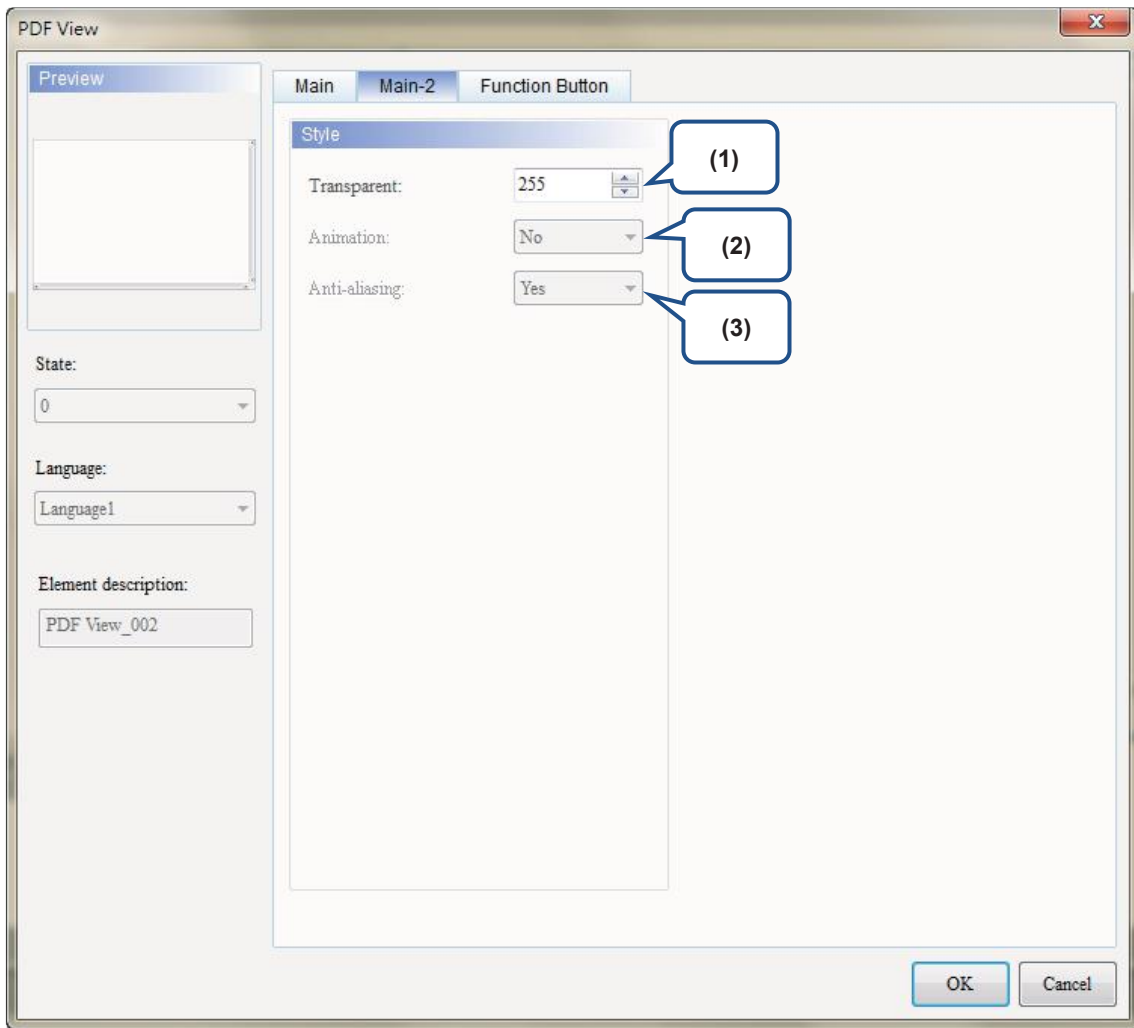 PDF View
Preview
Main Main-2 Function Button
Style
Transparent: 255
(1)
Animation: No
(2)
Anti-aliasing: Yes
(3)
State:
0
Language:
Language1
Element description:
PDF View_002
OK Cancel